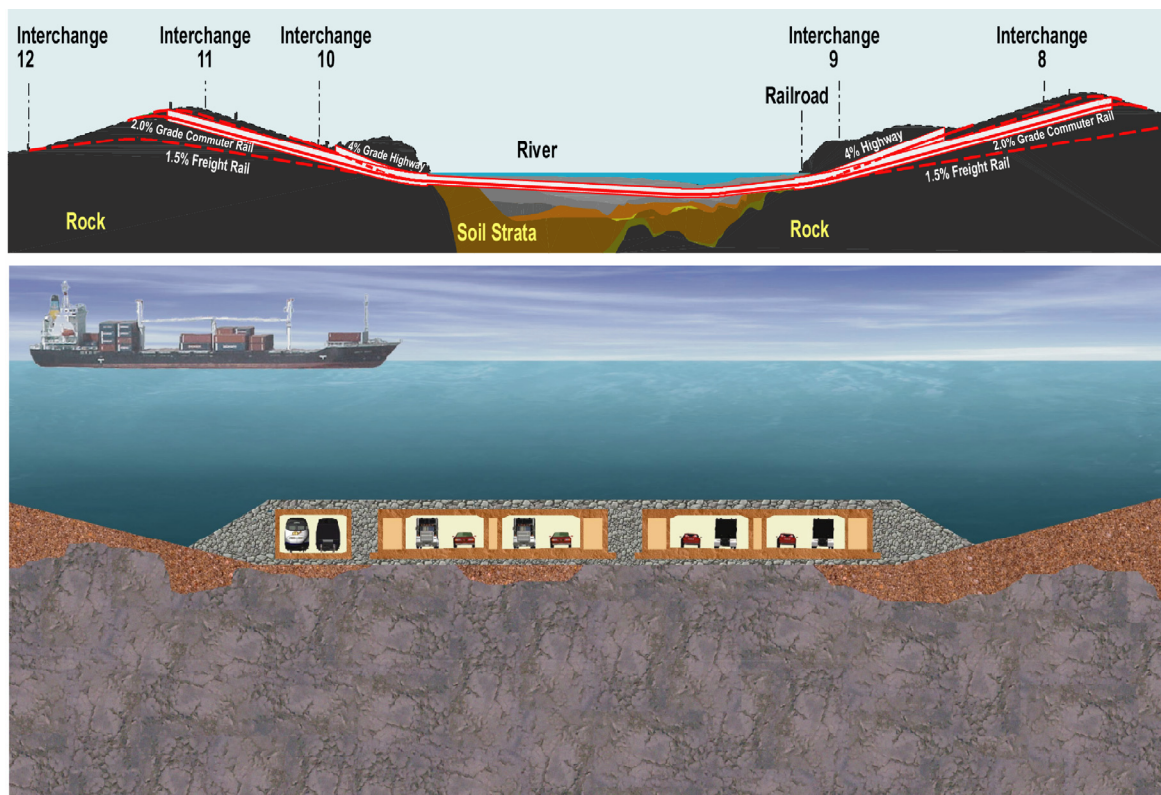 Interchange
12
Interchange
11
Interchange
10
Interchange
9
Interchange
8
Railroad
River
2.0% Grade Commuter Rail
4% Grade Highway
1.5% Freight Rail
4% Highway
2.0% Grade Commuter Rail
1.5% Freight Rail
Rock
Soil Strata
Rock